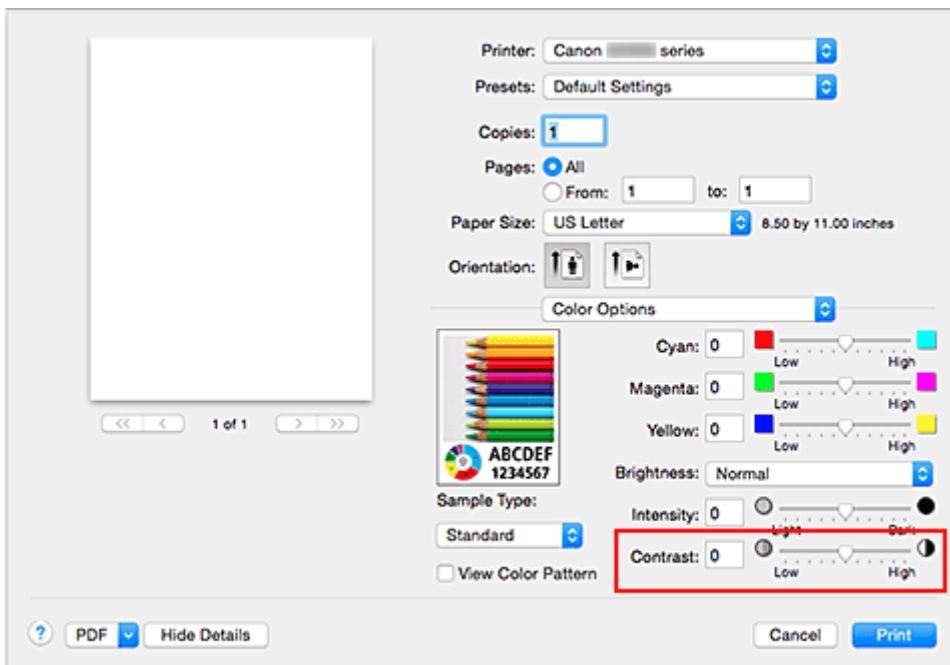 Printer: Canon series
Presets: Default Settings
Copies: 1
Pages: All
From: 1 to: 1
Paper Size: US Letter 8.50 by 11.00 inches
Orientation:
Color Options
<< < 1 of 1 > >>
ABCDEF
1234567
Sample Type:
Standard
View Color Pattern
Cyan: 0
Low High
Magenta: 0
Low High
Yellow: 0
Low High
Brightness: Normal
Intensity: 0
Light Dark
Contrast: 0
Low High
? PDF Hide Details Cancel Print